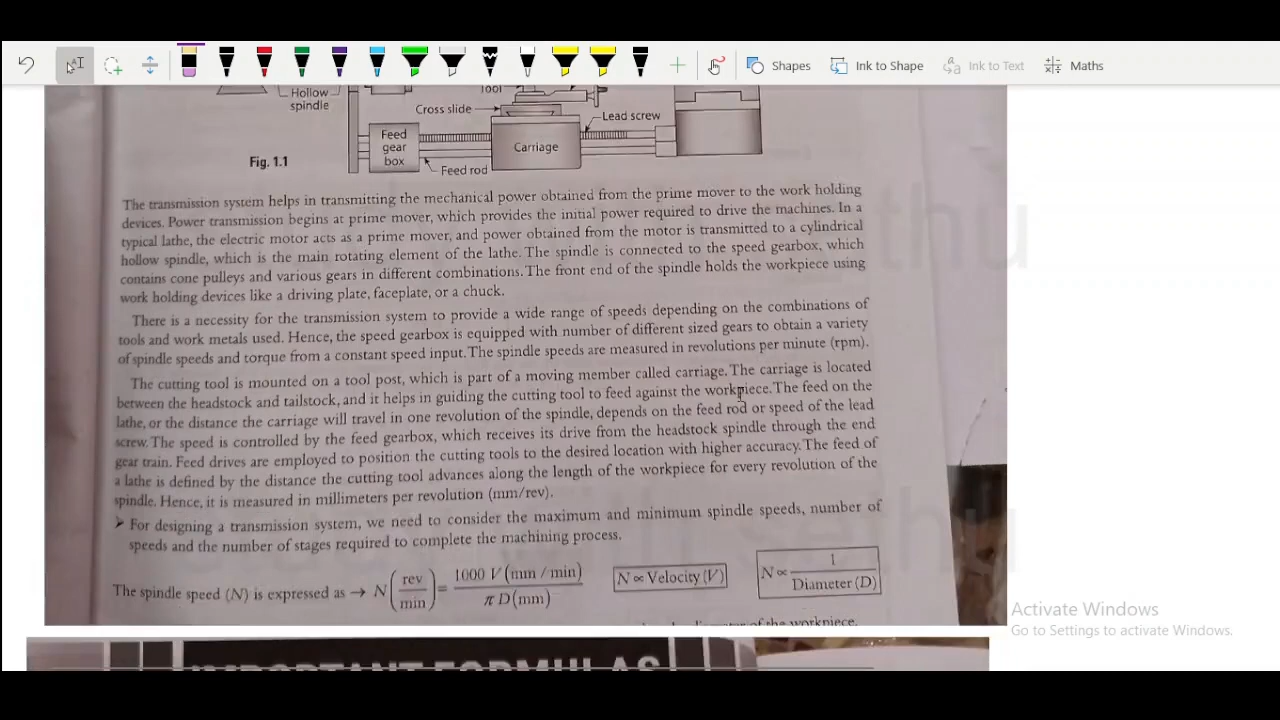 Shapes
Ink to Shape
Ink to Text
Maths
Hollow
spindle
Tool
Cross slide
Lead screw
Feed
gear
box
Carriage
Fig. 1.1
Feed rod
The transmission system helps in transmitting the mechanical power obtained from the prime mover to the work holding
devices. Power transmission begins at prime mover, which provides the initial power required to drive the machines. In a
typical lathe, the electric motor acts as a prime mover, and power obtained from the motor is transmitted to a cylindrical
hollow spindle, which is the main rotating element of the lathe. The spindle is connected to the speed gearbox, which
contains cone pulleys and various gears in different combinations. The front end of the spindle holds the workpiece using
work holding devices like a driving plate, faceplate, or a chuck.
There is a necessity for the transmission system to provide a wide range of speeds depending on the combinations of
tools and work metals used. Hence, the speed gearbox is equipped with number of different sized gears to obtain a variety
of spindle speeds and torque from a constant speed input. The spindle speeds are measured in revolutions per minute (rpm).
The cutting tool is mounted on a tool post, which is part of a moving member called carriage. The carriage is located
between the headstock and tailstock, and it helps in guiding the cutting tool to feed against the workpiece. The feed on the
lathe, or the distance the carriage will travel in one revolution of the spindle, depends on the feed rod or speed of the lead
screw. The speed is controlled by the feed gearbox, which receives its drive from the headstock spindle through the end
gear train. Feed drives are employed to position the cutting tools to the desired location with higher accuracy. The feed of
a lathe is defined by the distance the cutting tool advances along the length of the workpiece for every revolution of the
spindle. Hence, it is measured in millimeters per revolution (mm/rev).
➤ For designing a transmission system, we need to consider the maximum and minimum spindle speeds, number of
speeds and the number of stages required to complete the machining process.
The spindle speed (N) is expressed as → N(rev/min) = 1000 V(mm/min) / π D(mm) N ∝ Velocity (V) N ∝ 1 / Diameter (D)
of the workpiece.
Activate Windows
Go to Settings to activate Windows.
IMPORTANT FORMULAS